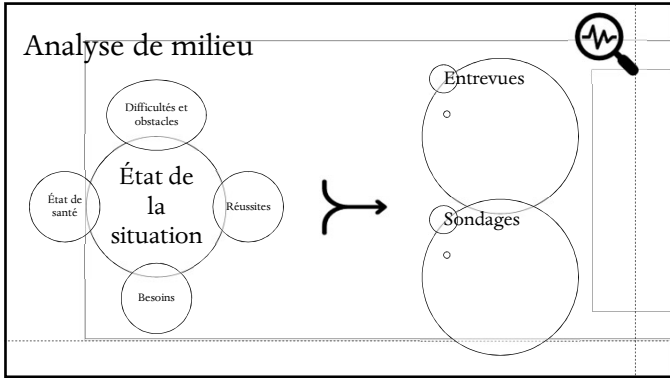 Analyse de milieu
Difficultés et
obstacles
État de
santé
État de
la
situation
Réussites
Besoins
Entrevues
Sondages